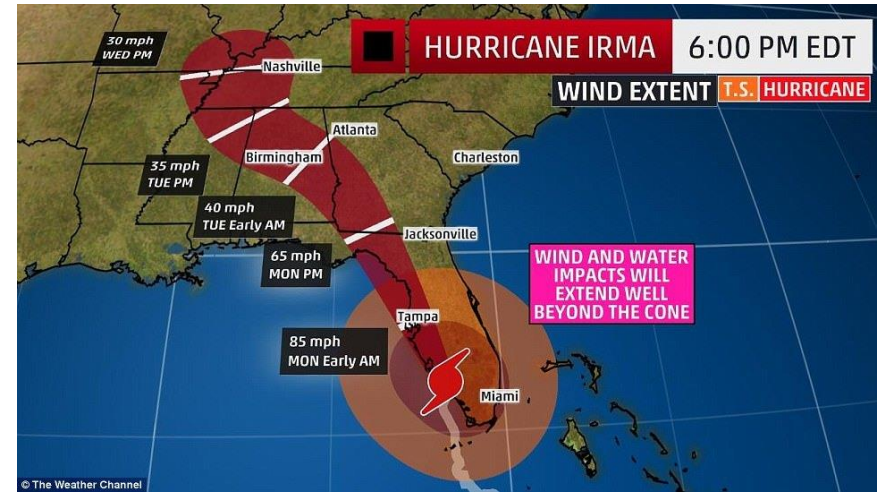 HURRICANE IRMA
6:00 PM EDT
WIND EXTENT T.S. HURRICANE
30 mph
WED PM
Nashville
Atlanta
Birmingham
Charleston
35 mph
TUE PM
40 mph
TUE Early AM
Jacksonville
65 mph
MON PM
WIND AND WATER
IMPACTS WILL
EXTEND WELL
BEYOND THE CONE
Tampa
85 mph
MON Early AM
Miami
© The Weather Channel